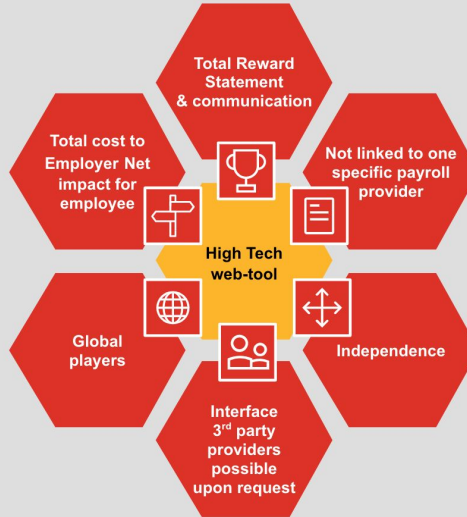 Total Reward
Statement
& communication
Total cost to
Employer Net
impact for
employee
Not linked to one
specific payroll
provider
High Tech
web-tool
Global
players
Independence
Interface
3rd party
providers
possible
upon request